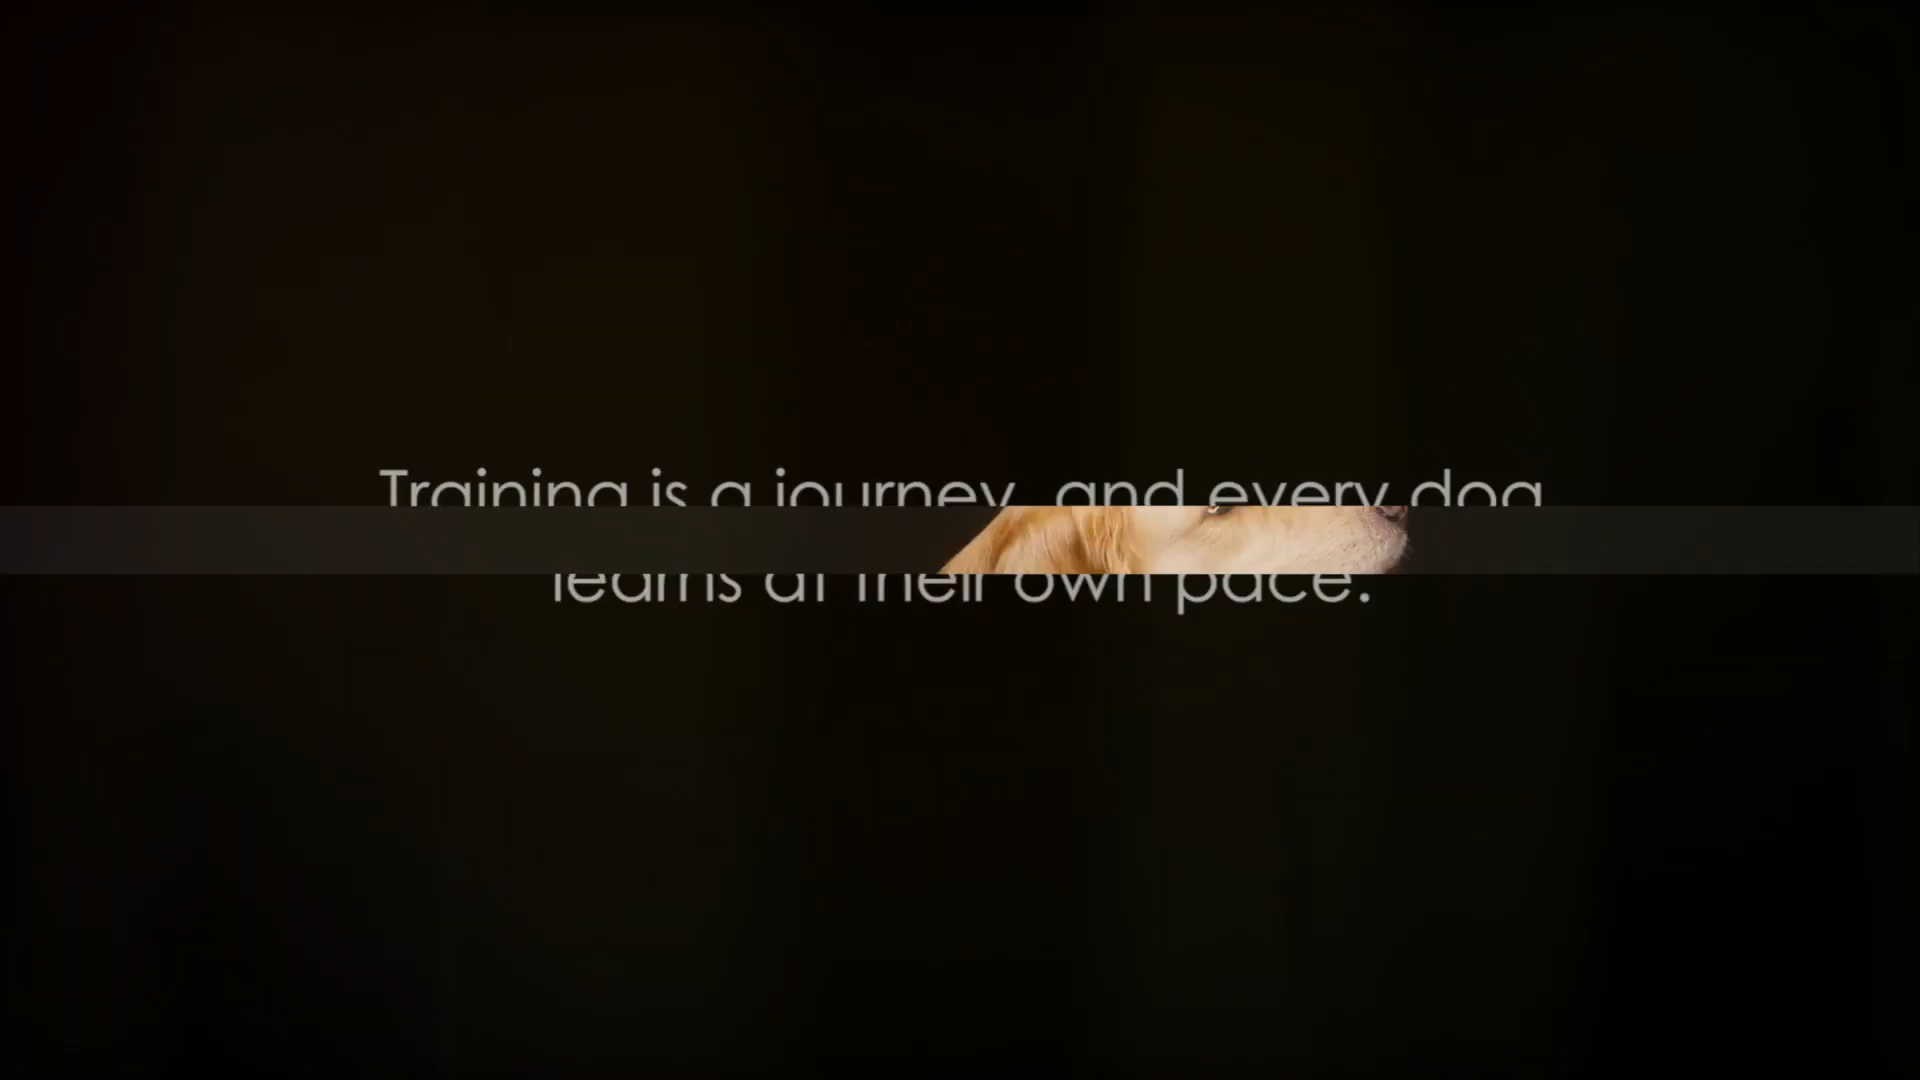 Training is a journey, and every dog
learns at their own pace.